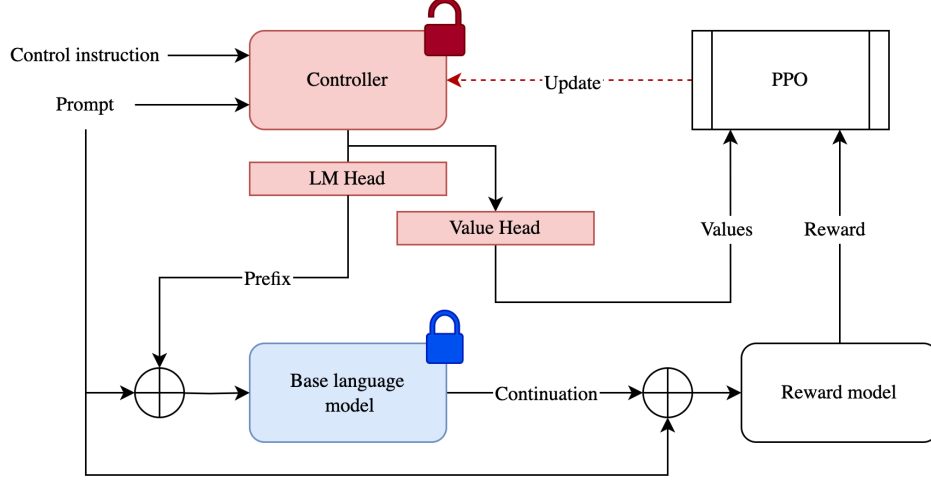 Control instruction
Prompt
Controller
Update
PPO
LM Head
Value Head
Values
Reward
Prefix
Base language
model
Continuation
Reward model